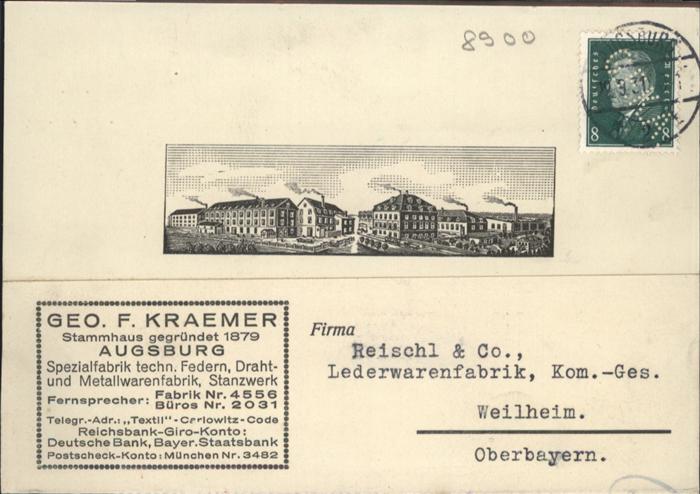 8900
Deutsches
8 8
GEO. F. KRAEMER
Stammhaus gegründet 1879
AUGSBURG
Spezialfabrik techn. Federn, Draht-
und Metallwarenfabrik, Stanzwerk
Fernsprecher: Fabrik Nr. 4556
Büros Nr. 2031
Telegr.-Adr.: „Textil"-Carlowitz-Code
Reichsbank-Giro-Konto:
Deutsche Bank, Bayer. Staatsbank
Postscheck-Konto: München Nr. 3482
Firma
Reischl & Co.,
Lederwarenfabrik, Kom.-Ges.
Weilheim.
Oberbayern.